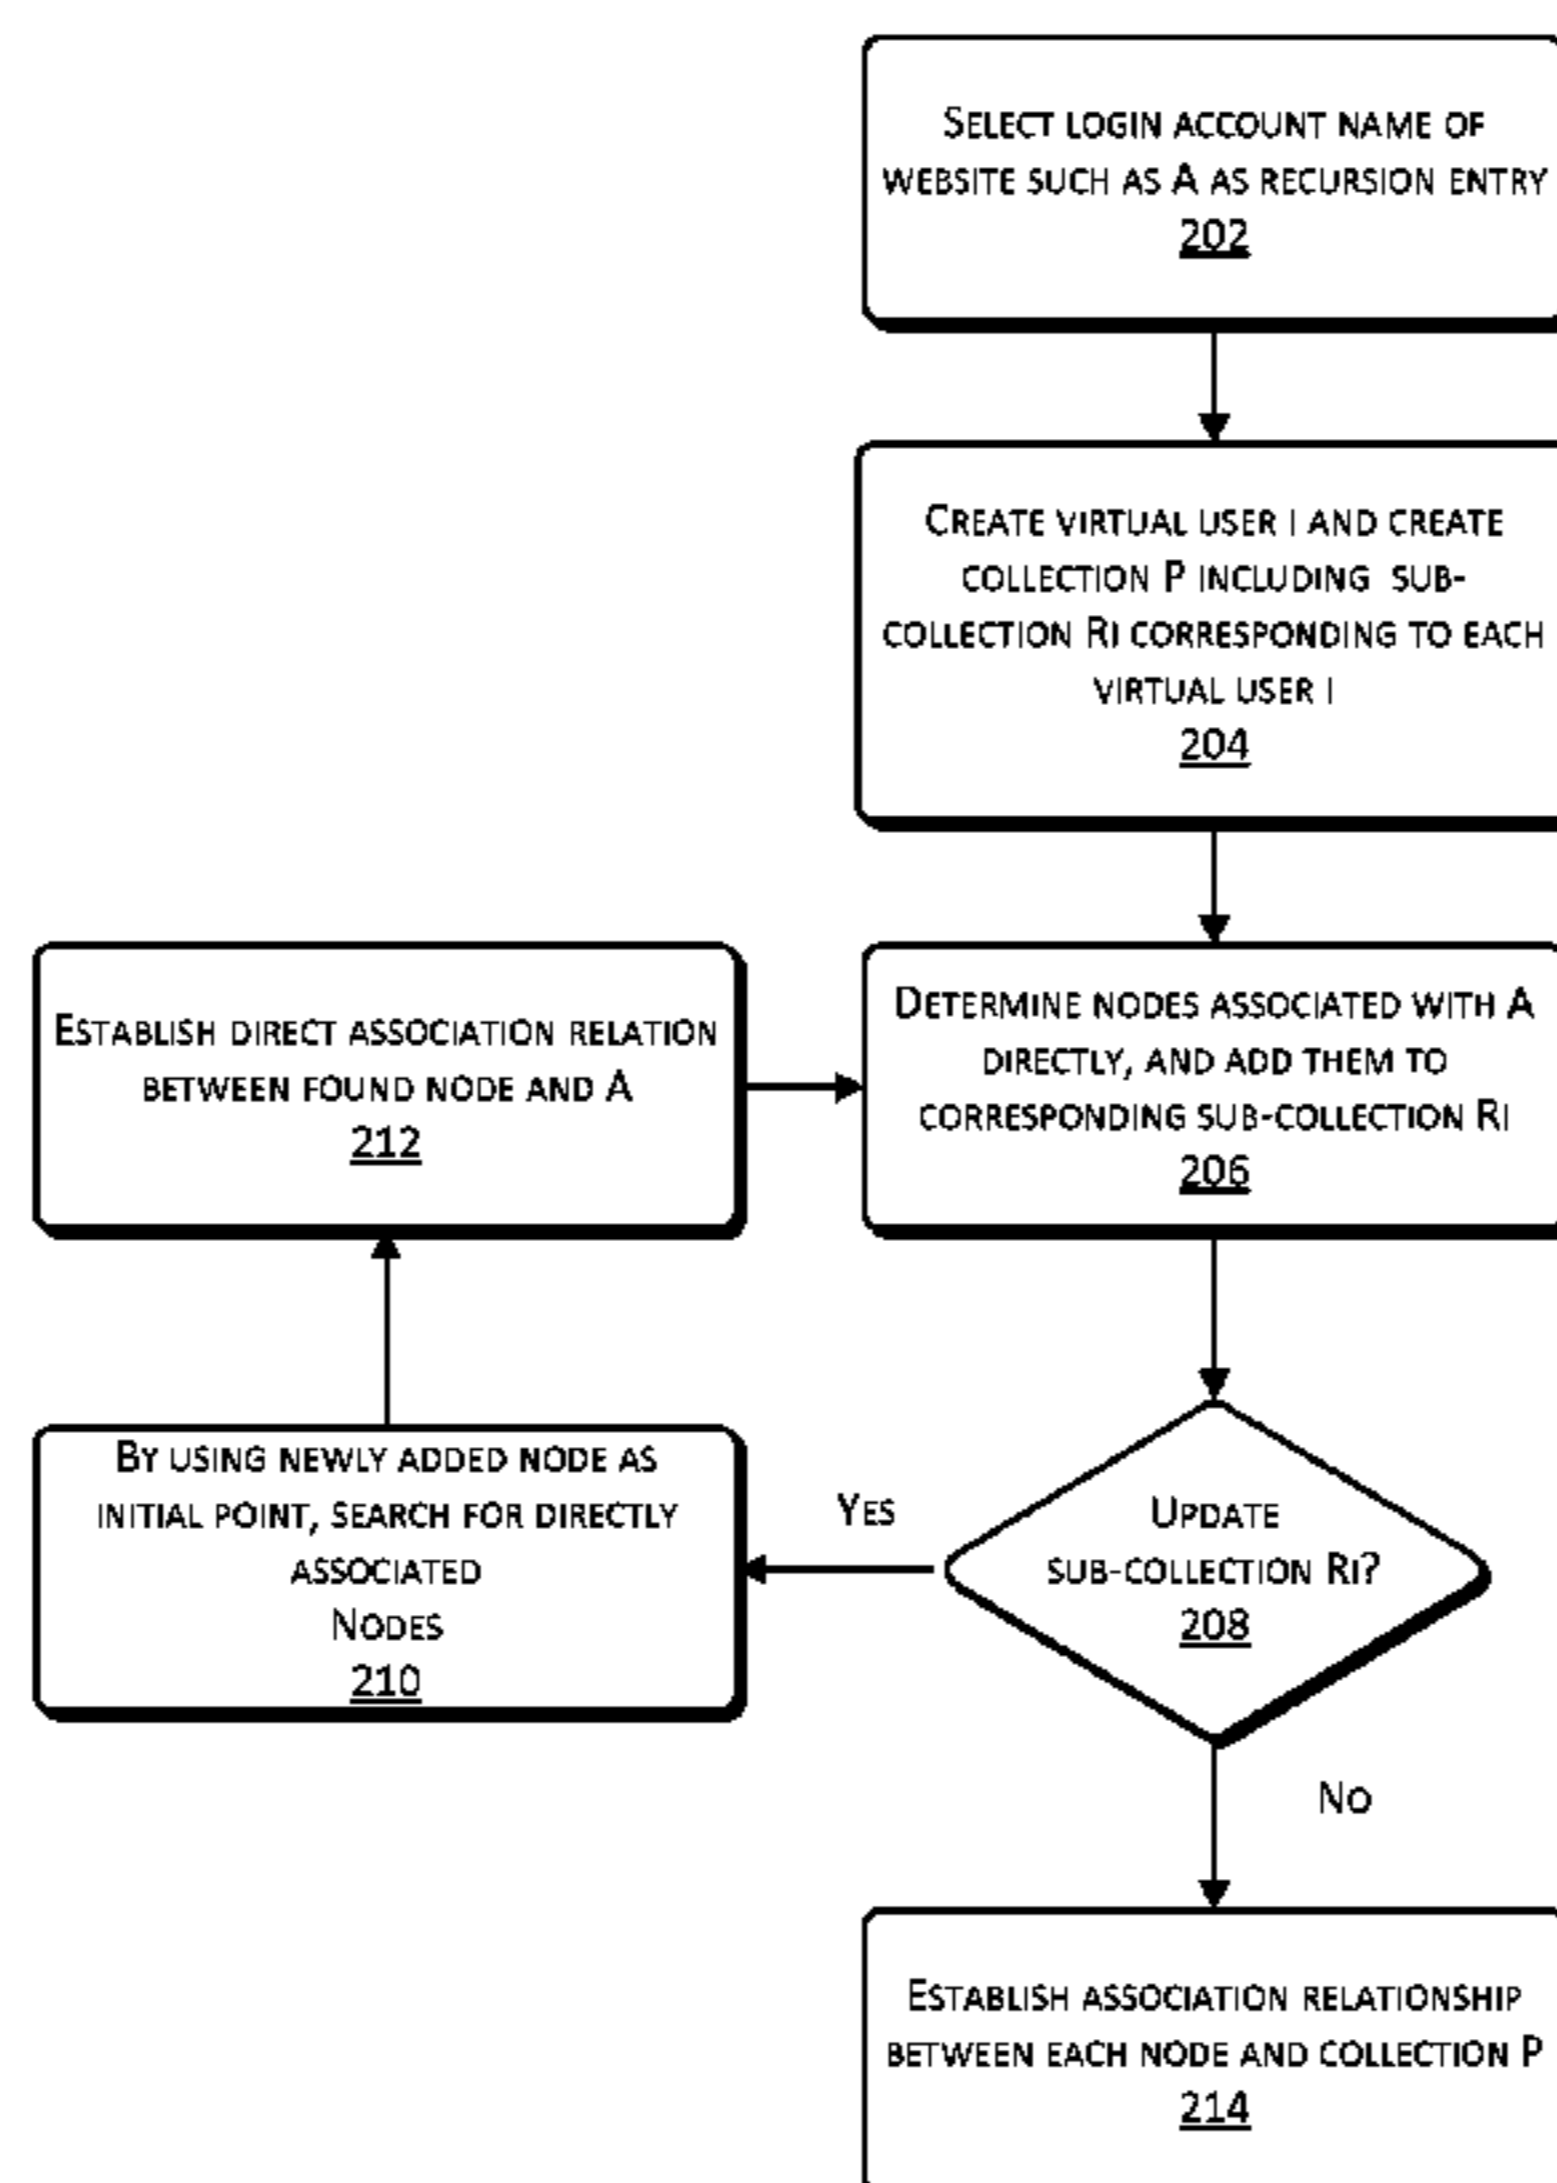 Select login account name of
website such as A as recursion entry
202
Create virtual user i and create
collection P including sub-
collection Ri corresponding to each
virtual user i
204
Establish direct association relation
between found node and A
212
Determine nodes associated with A
directly, and add them to
corresponding sub-collection Ri
206
By using newly added node as
initial point, search for directly
associated
Nodes
210
Yes
Update
sub-collection Ri?
208
No
Establish association relationship
between each node and collection P
214